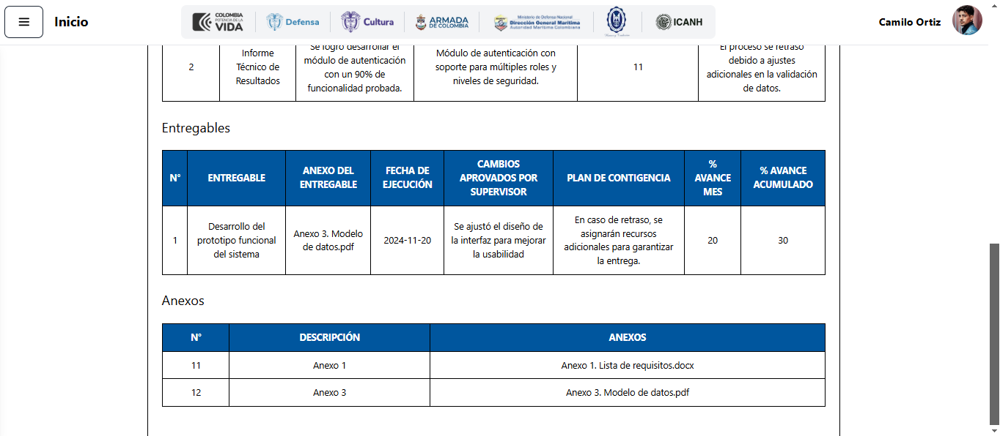 Inicio
COLOMBIA
POTENCIA DE LA
VIDA
Defensa
Cultura
ARMADA
DE COLOMBIA
Ministerio de Defensa Nacional
Dirección General Marítima
Autoridad Marítima Colombiana
ICANH
Camilo Ortiz
2
Informe
Técnico de
Resultados
Se logró desarrollar el
módulo de autenticación
con un 90% de
funcionalidad probada.
Módulo de autenticación con
soporte para múltiples roles y
niveles de seguridad.
11
El proceso se retrasó
debido a ajustes
adicionales en la validación
de datos.
Entregables
N°
ENTREGABLE
ANEXO DEL
ENTREGABLE
FECHA DE
EJECUCIÓN
CAMBIOS
APROVADOS POR
SUPERVISOR
PLAN DE CONTIGENCIA
%
AVANCE
MES
% AVANCE
ACUMULADO
1
Desarrollo del
prototipo funcional
del sistema
Anexo 3. Modelo
de datos.pdf
2024-11-20
Se ajustó el diseño de
la interfaz para mejorar
la usabilidad
En caso de retraso, se
asignarán recursos
adicionales para garantizar
la entrega.
20
30
Anexos
N°
DESCRIPCIÓN
ANEXOS
11
Anexo 1
Anexo 1. Lista de requisitos.docx
12
Anexo 3
Anexo 3. Modelo de datos.pdf